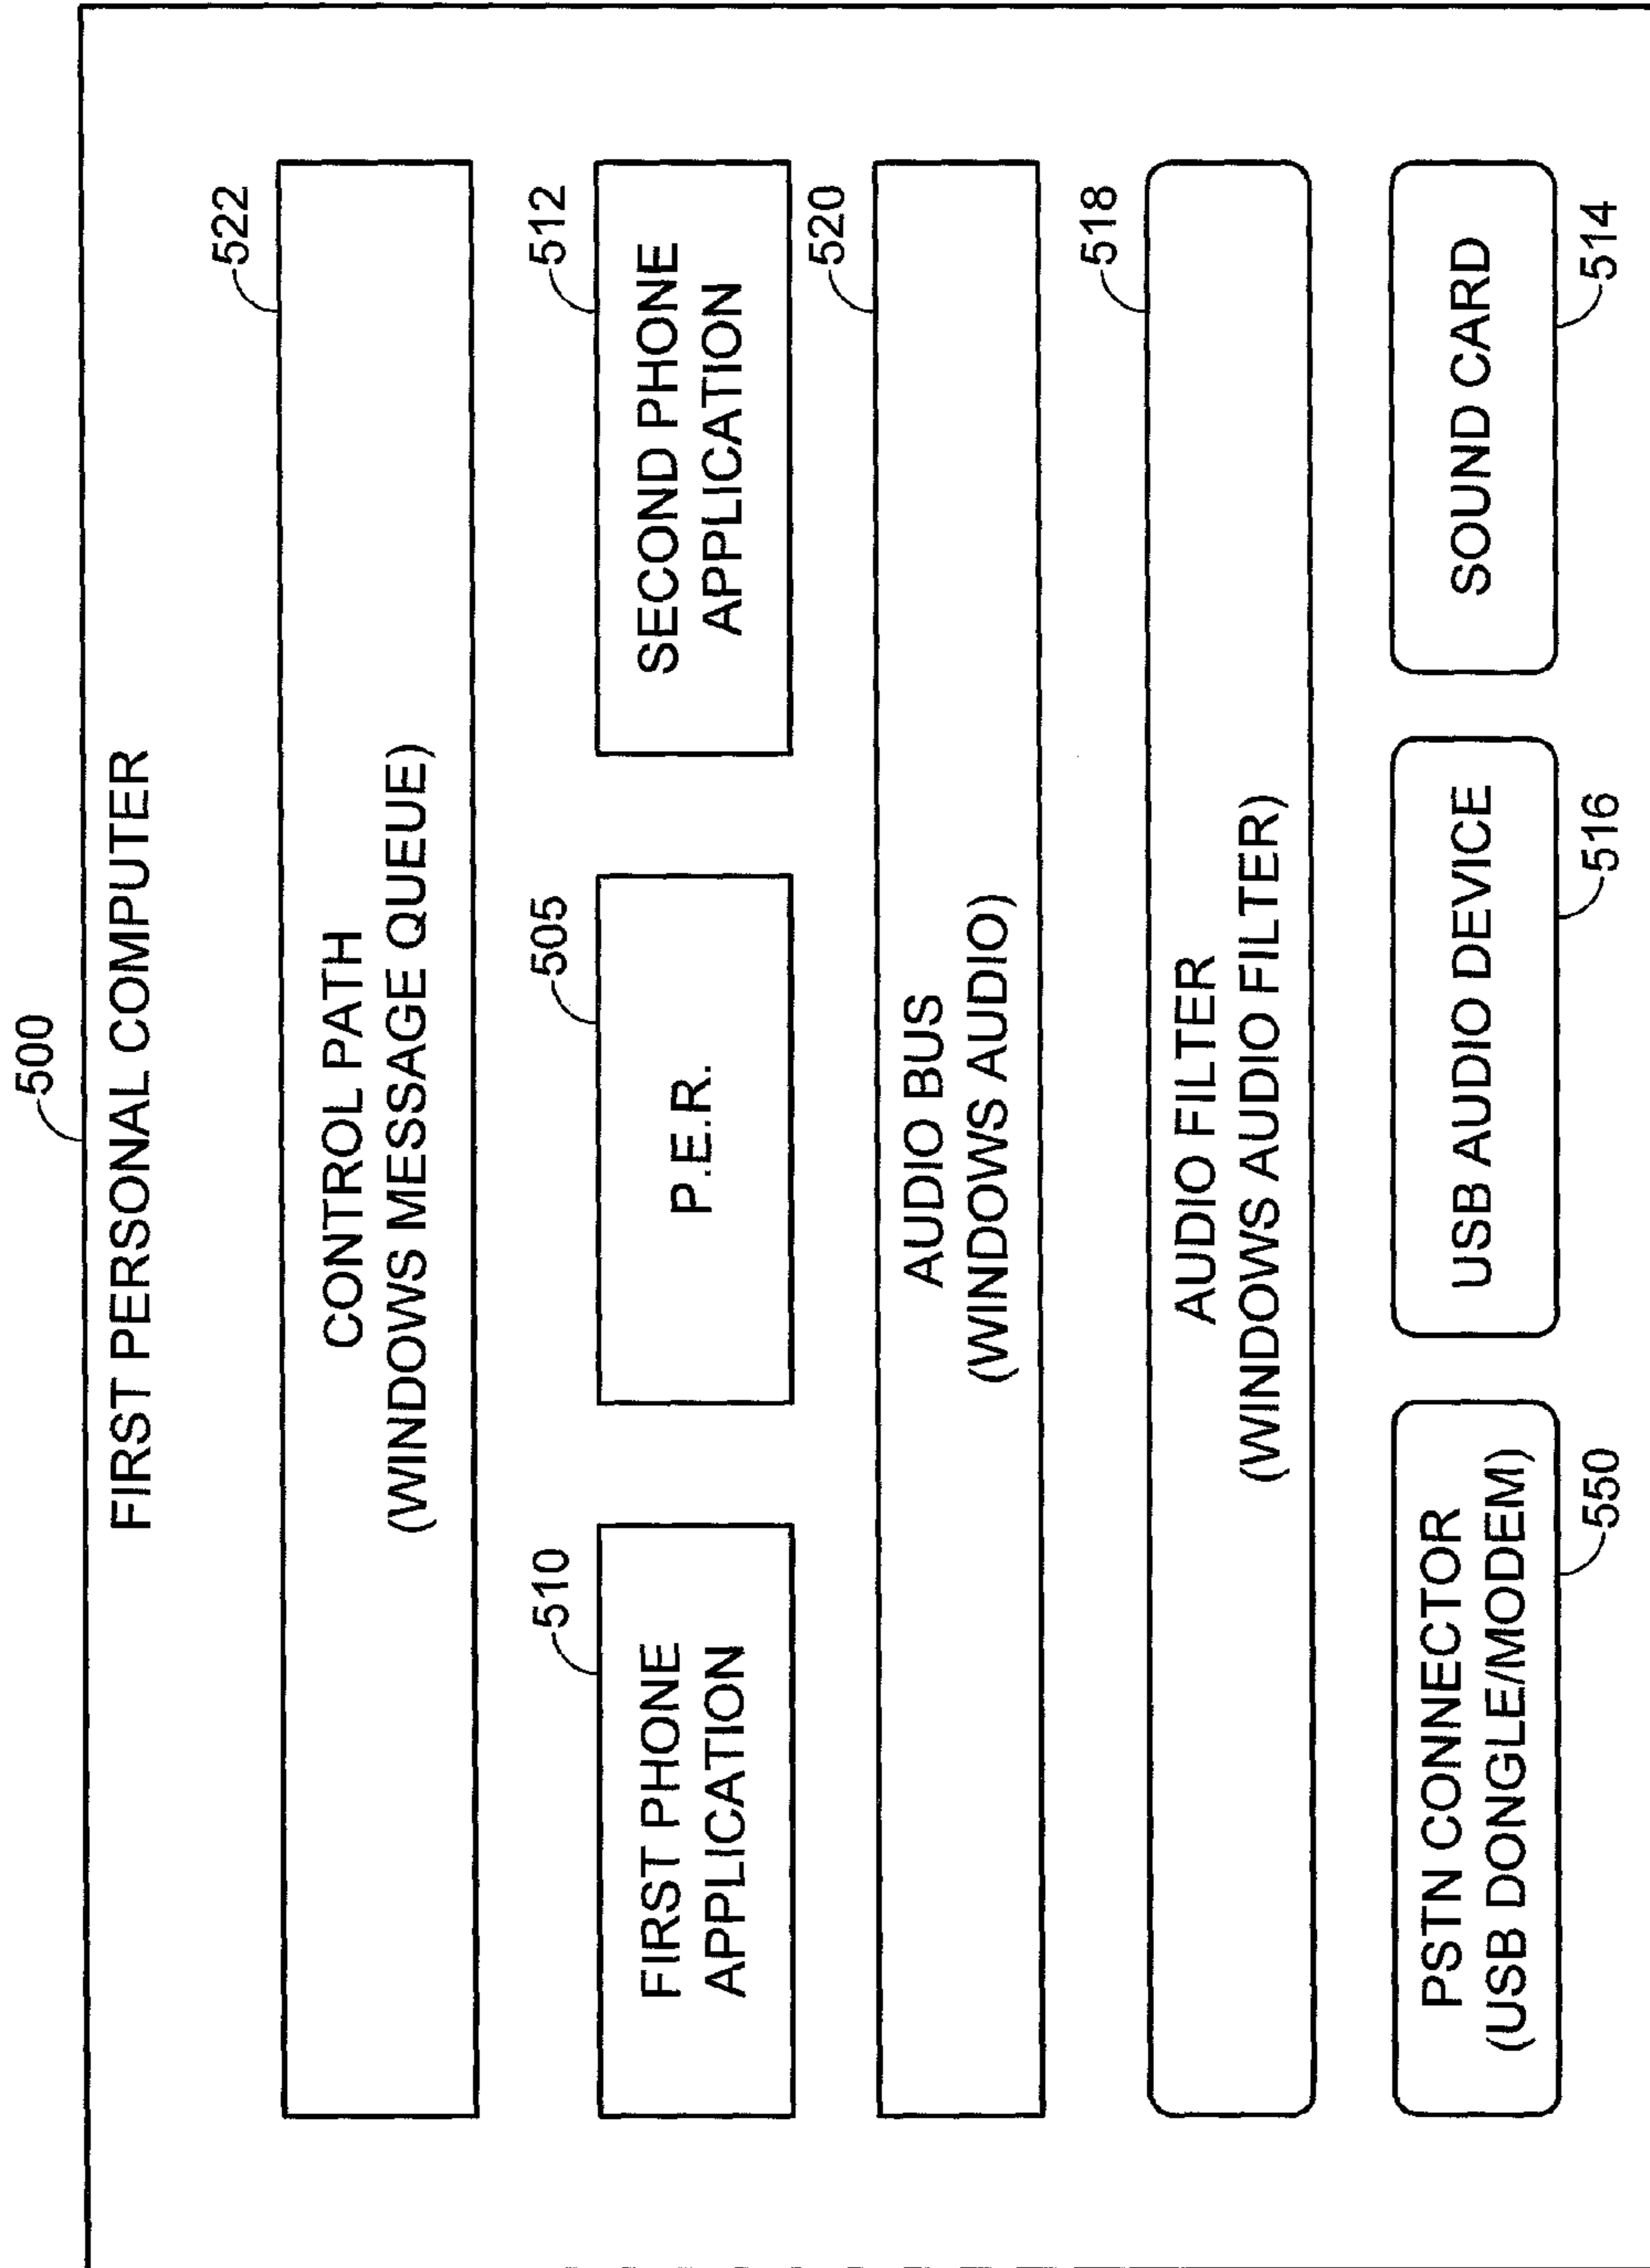 500
FIRST PERSONAL COMPUTER
522
CONTROL PATH
(WINDOWS MESSAGE QUEUE)
510
FIRST PHONE
APPLICATION
505
P.E.R.
512
SECOND PHONE
APPLICATION
520
AUDIO BUS
(WINDOWS AUDIO)
518
AUDIO FILTER
(WINDOWS AUDIO FILTER)
PSTN CONNECTOR
(USB DONGLE/MODEM)
550
USB AUDIO DEVICE
516
SOUND CARD
514